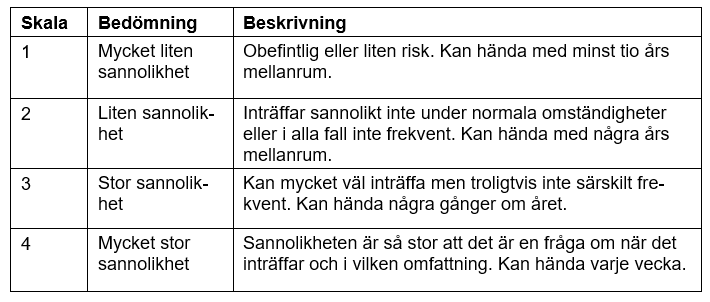 Skala Bedömning Beskrivning
1 Mycket liten Obefintlig eller liten risk. Kan hända med minst tio års
sannolikhet mellanrum.
2 Liten sannolik- Inträffar sannolikt inte under normala omständigheter
het eller i alla fall inte frekvent. Kan hända med några års
mellanrum.
3 Stor sannolik- Kan mycket väl inträffa men troligtvis inte särskilt fre-
het kvent. Kan hända några gånger om året.
4 Mycket stor Sannolikheten är så stor att det är en fråga om när det
sannolikhet inträffar och i vilken omfattning. Kan hända varje vecka.